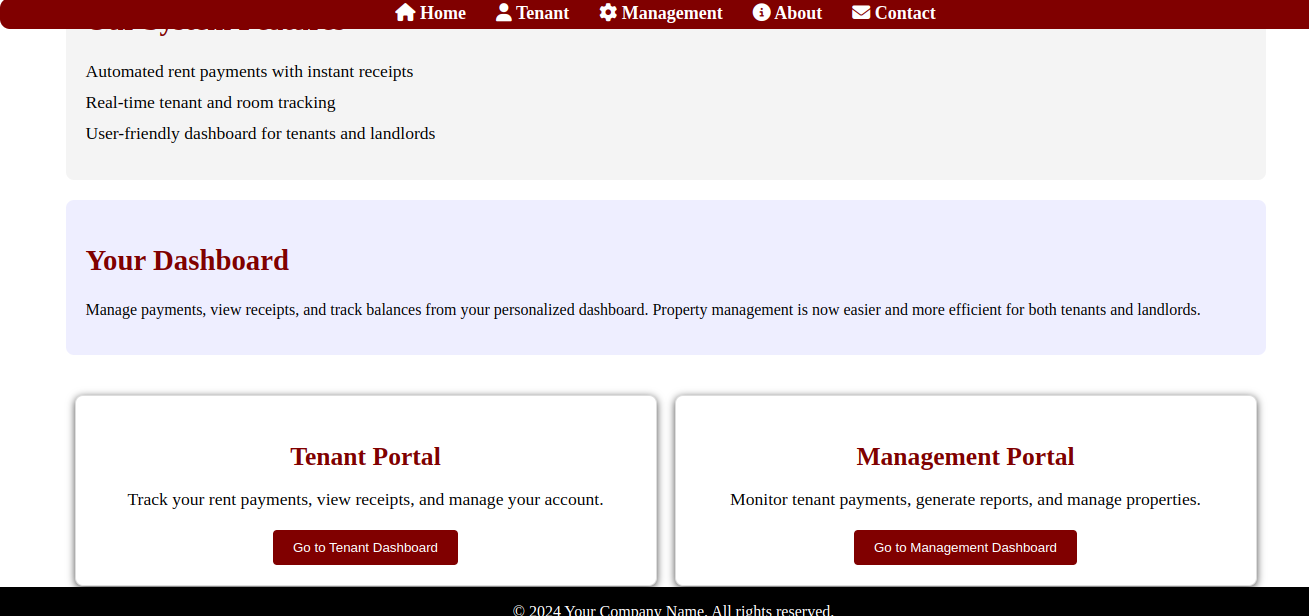 Home Tenant Management About Contact
Our System Features
Automated rent payments with instant receipts
Real-time tenant and room tracking
User-friendly dashboard for tenants and landlords
Your Dashboard
Manage payments, view receipts, and track balances from your personalized dashboard. Property management is now easier and more efficient for both tenants and landlords.
Tenant Portal
Track your rent payments, view receipts, and manage your account.
Go to Tenant Dashboard
Management Portal
Monitor tenant payments, generate reports, and manage properties.
Go to Management Dashboard
© 2024 Your Company Name. All rights reserved.